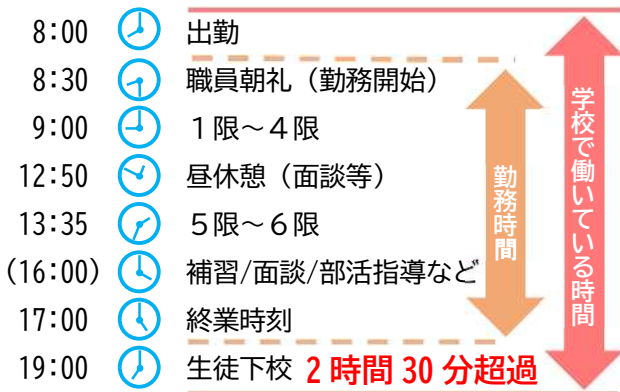 8:00 出勤
8:30 職員朝礼（勤務開始）
9:00 １限～４限
12:50 昼休憩（面談等）
13:35 ５限～６限
(16:00) 補習/面談/部活指導など
17:00 終業時刻
19:00 生徒下校 2時間30分超過
勤務時間
学校で働いている時間